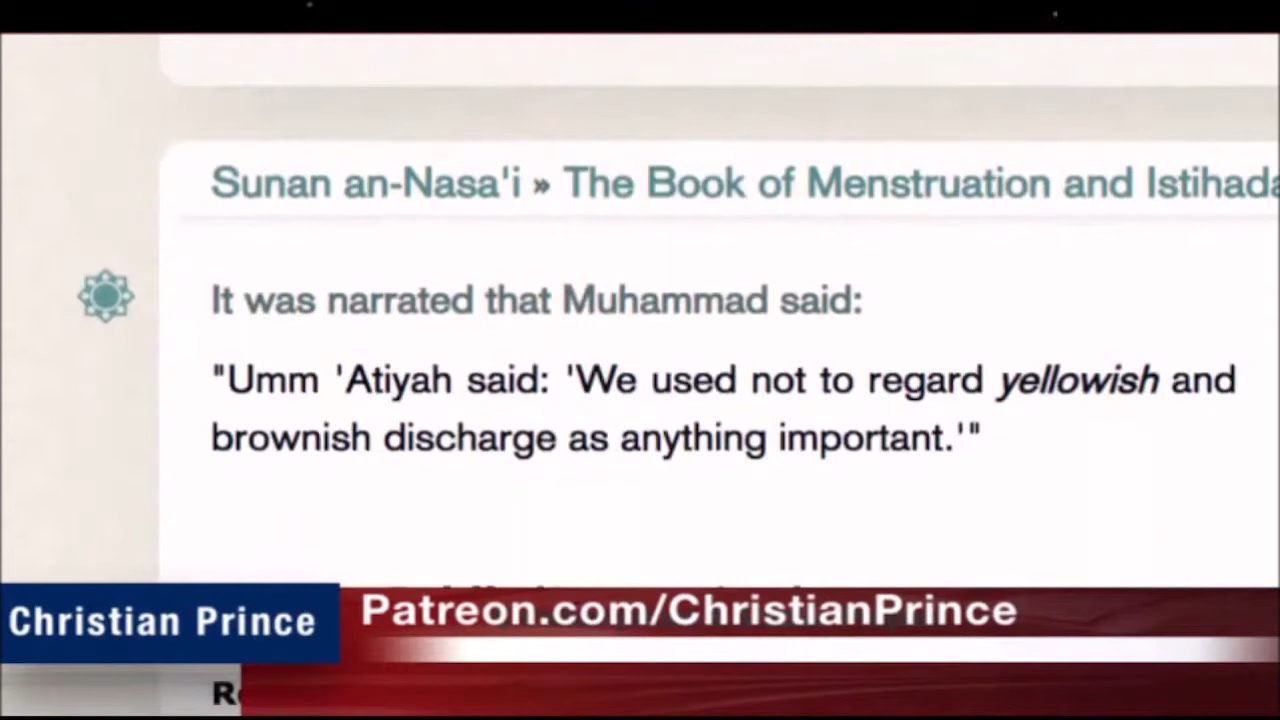 Sunan an-Nasa'i » The Book of Menstruation and
It was narrated that Muhammad said:
"Umm 'Atiyah said: 'We used not to regard yellowish and
brownish discharge as anything important.'"
Christian Prince
Patreon.com/ChristianPrince